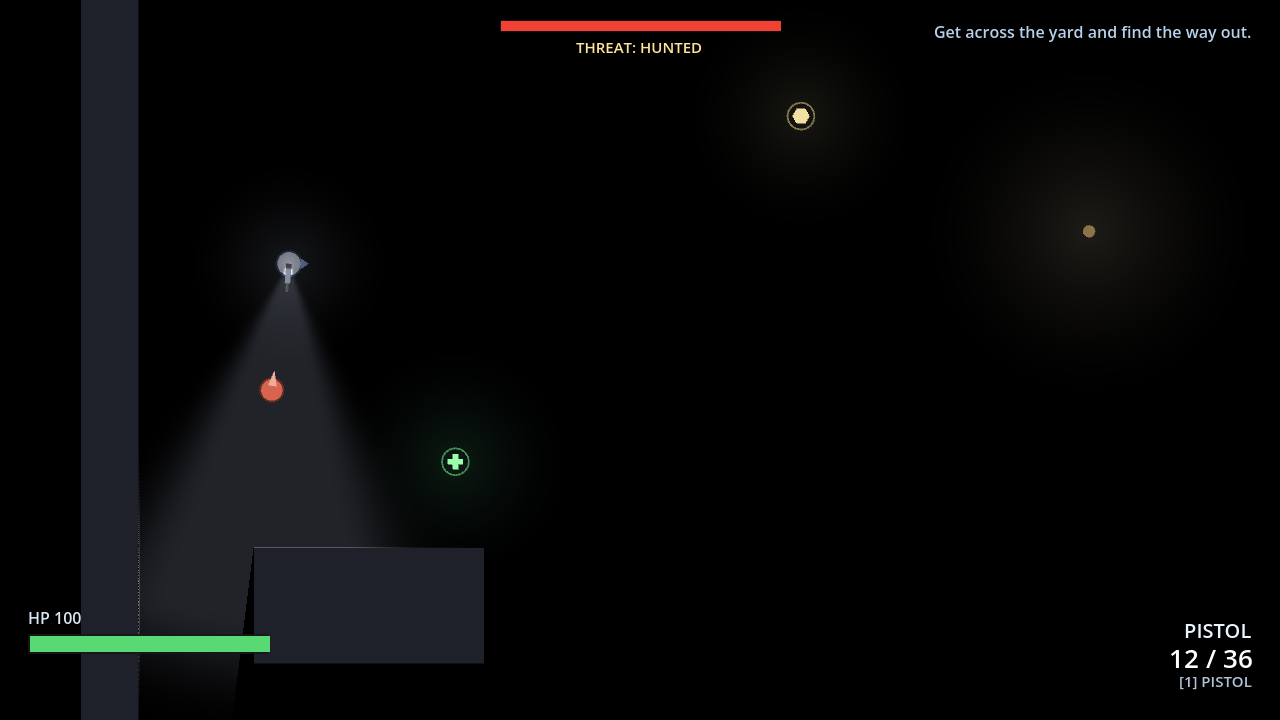 THREAT: HUNTED
Get across the yard and find the way out.
HP 100
PISTOL
12 / 36
[1] PISTOL